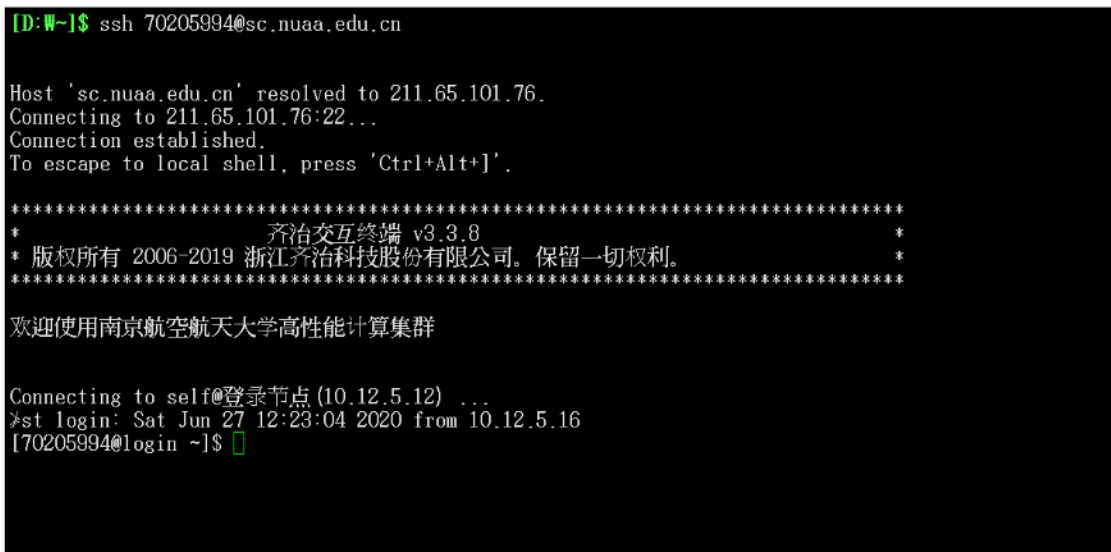 [D:₩~]$ ssh 70205994@sc.nuaa.edu.cn
Host 'sc.nuaa.edu.cn' resolved to 211.65.101.76.
Connecting to 211.65.101.76:22...
Connection established.
To escape to local shell, press 'Ctrl+Alt+]'.
********************************************************************************
* 齐治交互终端 v3.3.8 *
* 版权所有 2006-2019 浙江齐治科技股份有限公司。保留一切权利。 *
********************************************************************************
欢迎使用南京航空航天大学高性能计算集群
Connecting to self@登录节点(10.12.5.12) ...
>st login: Sat Jun 27 12:23:04 2020 from 10.12.5.16
[70205994@login ~]$